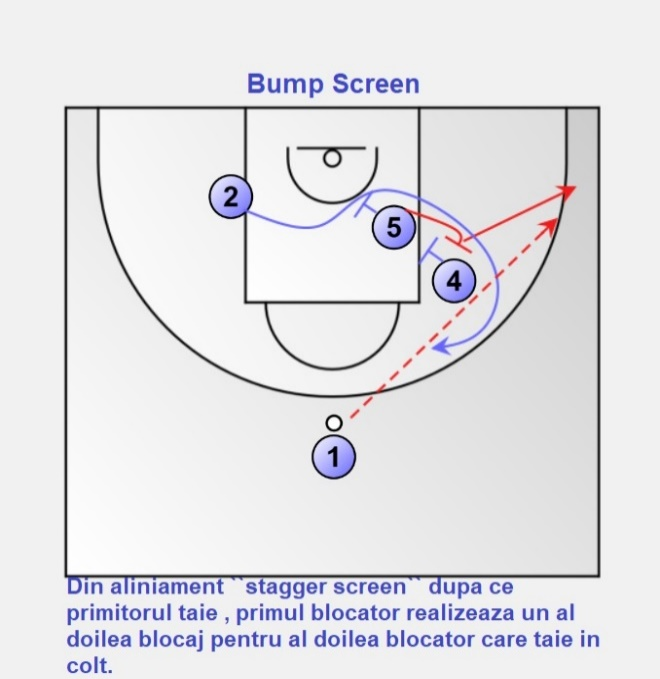 Bump Screen
2
5
4
1
Din aliniament ``stagger screen`` dupa ce
primitorul taie , primul blocator realizeaza un al
doilea blocaj pentru al doilea blocator care taie in
colt.